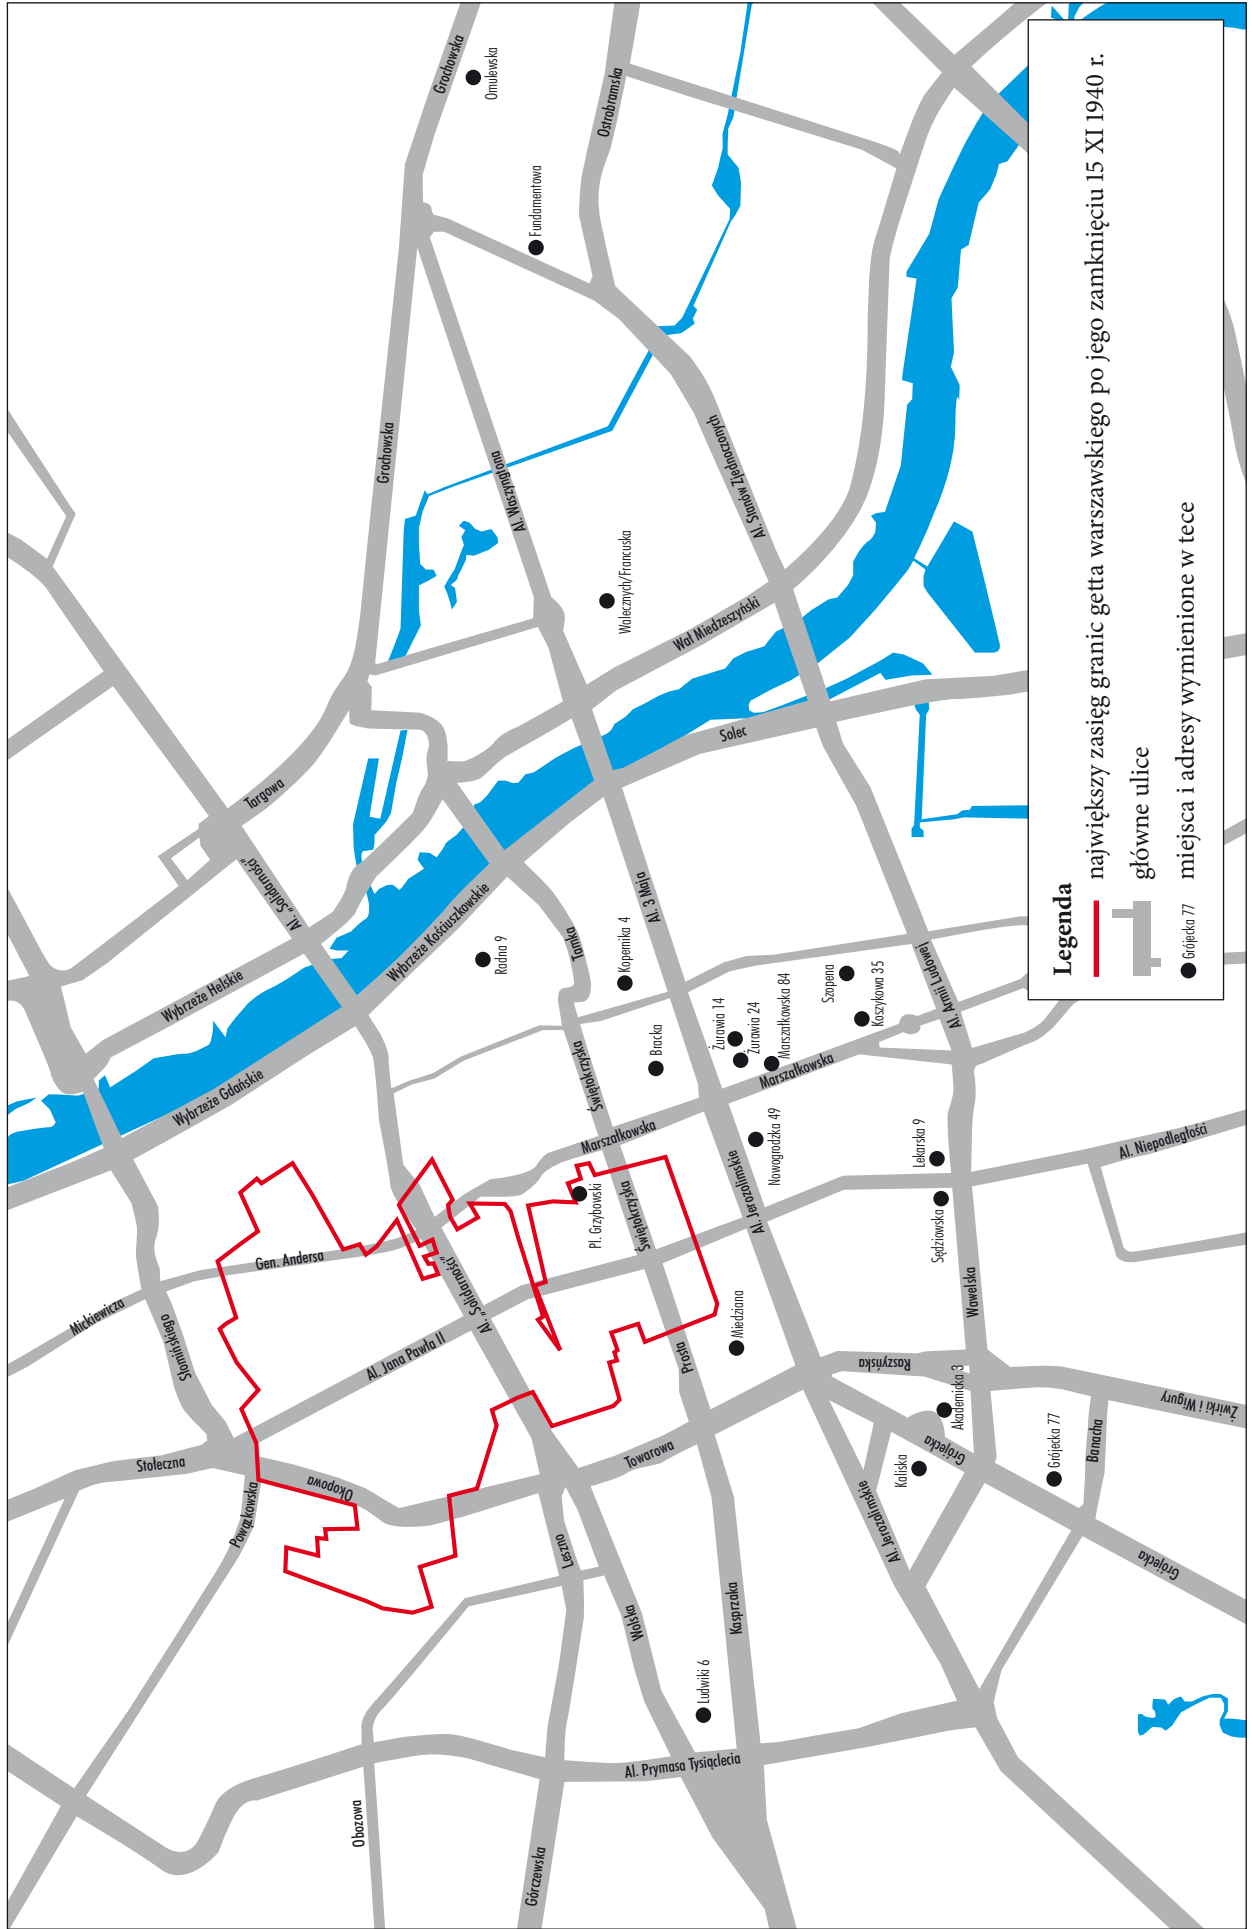 Grochowska
Omulewska
Ostrobramska
Fundamentowa
Grochowska
Al. Waszyngtona
Al. Stanów Zjednoczonych
Walecznych/Francuska
Wał Miedzeszyński
Solec
Targowa
Al. „Solidarności”
Wybrzeże Kościuszkowskie
Wybrzeże Helskie
Wybrzeże Gdańskie
Radna 9
Tamka
Kopernika 4
Al. 3 Maja
Szopena
Koszykowa 35
Al. Armii Ludowej
Żurawia 14
Żurawia 24
Marszałkowska 84
Marszałkowska
Bracka
Świętokrzyska
Marszałkowska
Nowogrodzka 49
Lekarska 9
Al. Niepodległości
Sędziowska
Wawelska
Al. Jerozolimskie
Świętokrzyska
Pl. Grzybowski
Gen. Andersa
Mickiewicza
Słomińskiego
Al. Jana Pawła II
Al. „Solidarności”
Miedziana
Prosta
Raszyńska
Akademicka 3
Żwirki i Wigury
Banacha
Grójecka 77
Grójecka
Kaliska
Al. Jerozolimskie
Grójecka
Towarowa
Stołeczna
Okopowa
Powązkowska
Leszno
Wolska
Kasprzaka
Ludwiki 6
Al. Prymasa Tysiąclecia
Obozowa
Górczewska
Legenda
największy zasięg granic getta warszawskiego po jego zamknięciu 15 XI 1940 r.
główne ulice
Grójecka 77 miejsca i adresy wymienione w tece